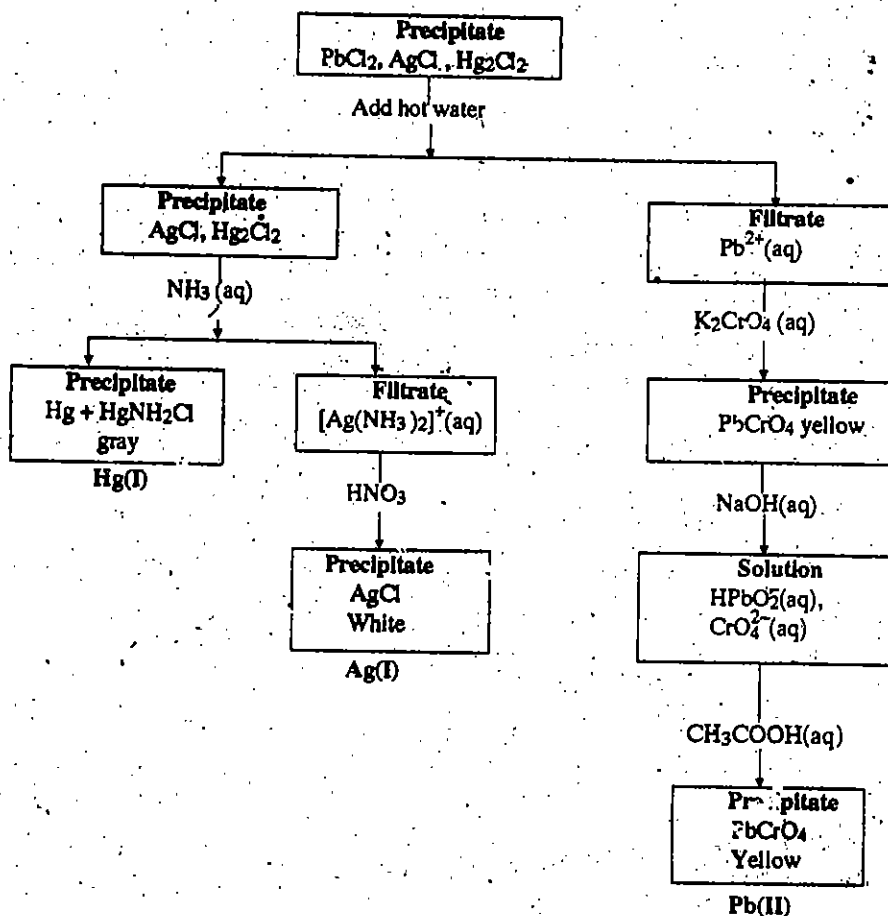 Precipitate
PbCl₂, AgCl, Hg₂Cl₂
Add hot water
Precipitate
AgCl, Hg₂Cl₂
Filtrate
Pb²⁺(aq)
NH₃ (aq)
K₂CrO₄ (aq)
Precipitate
Hg + HgNH₂Cl
gray
Hg(I)
Filtrate
[Ag(NH₃)₂]⁺(aq)
Precipitate
PbCrO₄ yellow
HNO₃
NaOH(aq)
Precipitate
AgCl
White
Ag(I)
Solution
HPbO₂⁻(aq),
CrO₄²⁻(aq)
CH₃COOH(aq)
Precipitate
PbCrO₄
Yellow
Pb(II)